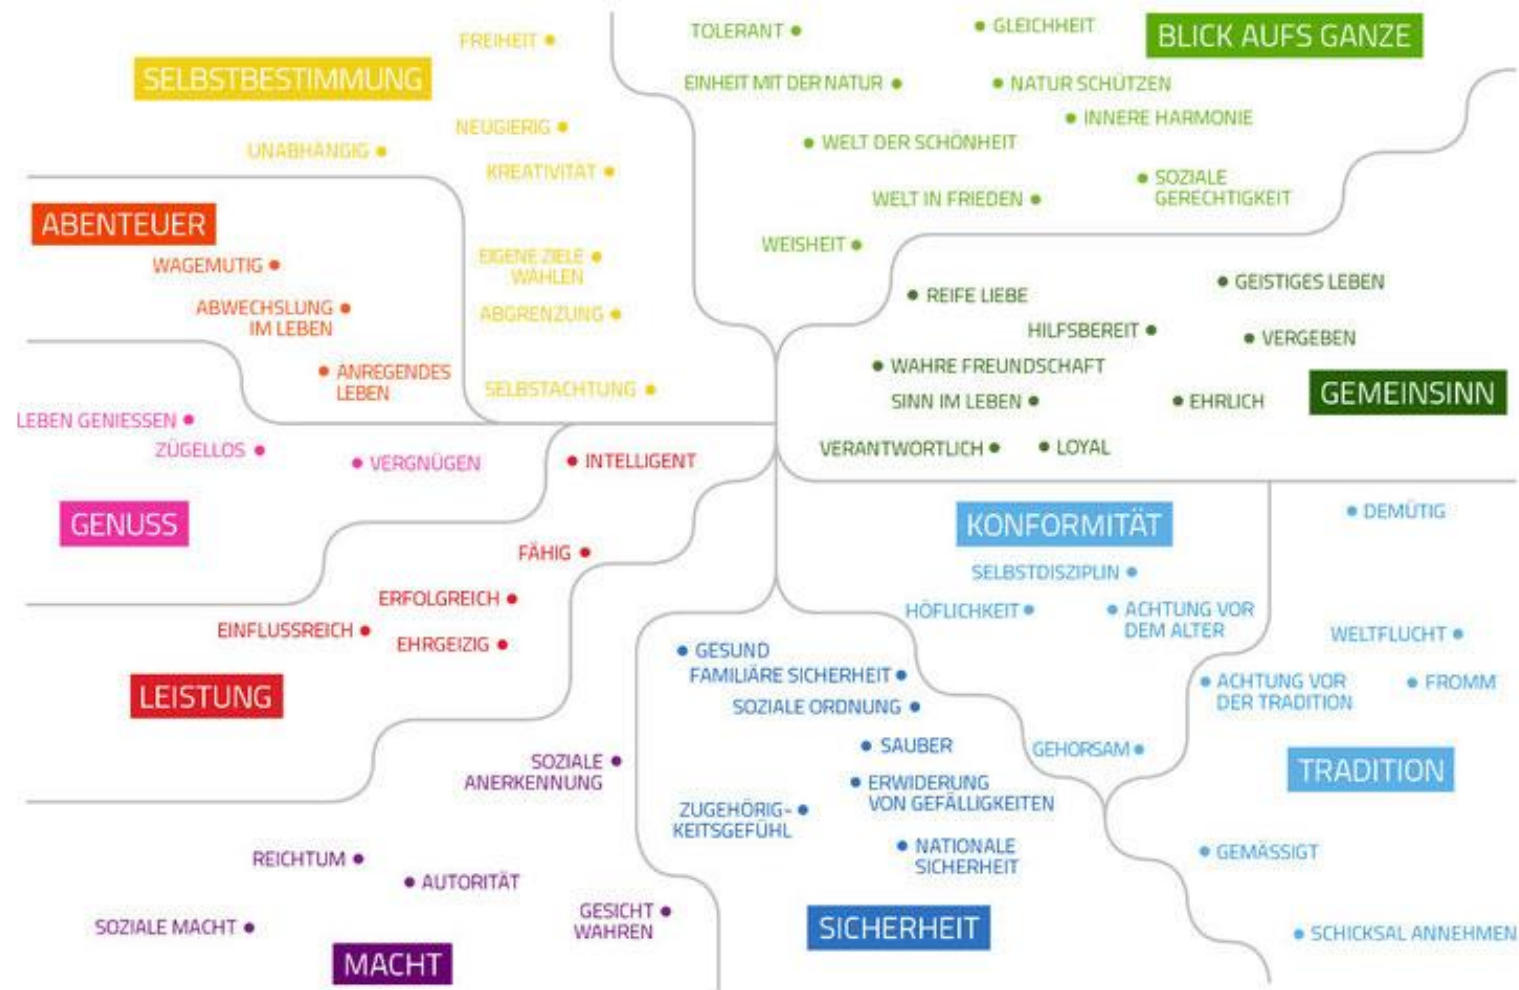 SELBSTBESTIMMUNG
FREIHEIT
NEUGIERIG
UNABHÄNGIG
KREATIVITÄT
EIGENE ZIELE
WÄHLEN
ABGRENZUNG
SELBSTACHTUNG
TOLERANT
GLEICHHEIT
BLICK AUFS GANZE
EINHEIT MIT DER NATUR
NATUR SCHÜTZEN
INNERE HARMONIE
WELT DER SCHÖNHEIT
SOZIALE
GERECHTIGKEIT
WELT IN FRIEDEN
WEISHEIT
ABENTEUER
WAGEMUTIG
ABWECHSLUNG
IM LEBEN
ANREGENDES
LEBEN
REIFE LIEBE
GEISTIGES LEBEN
HILFSBEREIT
VERGEBEN
WAHRE FREUNDSCHAFT
SINN IM LEBEN
EHRLICH
GEMEINSINN
VERANTWORTLICH
LOYAL
LEBEN GENIESSEN
ZÜGELLOS
VERGNÜGEN
GENUSS
INTELLIGENT
FÄHIG
ERFOLGREICH
EINFLUSSREICH
EHRGEIZIG
LEISTUNG
KONFORMITÄT
SELBSTDISZIPLIN
HÖFLICHKEIT
ACHTUNG VOR
DEM ALTER
GEHORSAM
DEMÜTIG
WELTFLUCHT
ACHTUNG VOR
DER TRADITION
FROMM
TRADITION
GEMÄSSIGT
SCHICKSAL ANNEHMEN
GESUND
FAMILIÄRE SICHERHEIT
SOZIALE ORDNUNG
SAUBER
ERWIDERUNG
VON GEFÄLLIGKEITEN
ZUGEHÖRIG-
KEITSGEFÜHL
NATIONALE
SICHERHEIT
SICHERHEIT
SOZIALE
ANERKENNUNG
REICHTUM
AUTORITÄT
SOZIALE MACHT
GESICHT
WAHREN
MACHT